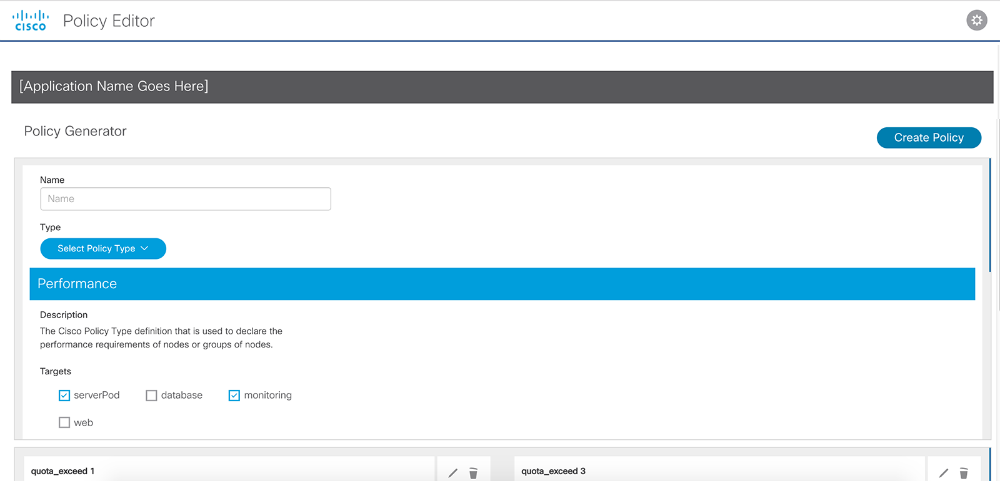 CISCO Policy Editor
[Application Name Goes Here]
Policy Generator
Create Policy
Name
Name
Type
Select Policy Type
Performance
Description
The Cisco Policy Type definition that is used to declare the
performance requirements of nodes or groups of nodes.
Targets
serverPod database monitoring
web
quota_exceed 1 quota_exceed 3